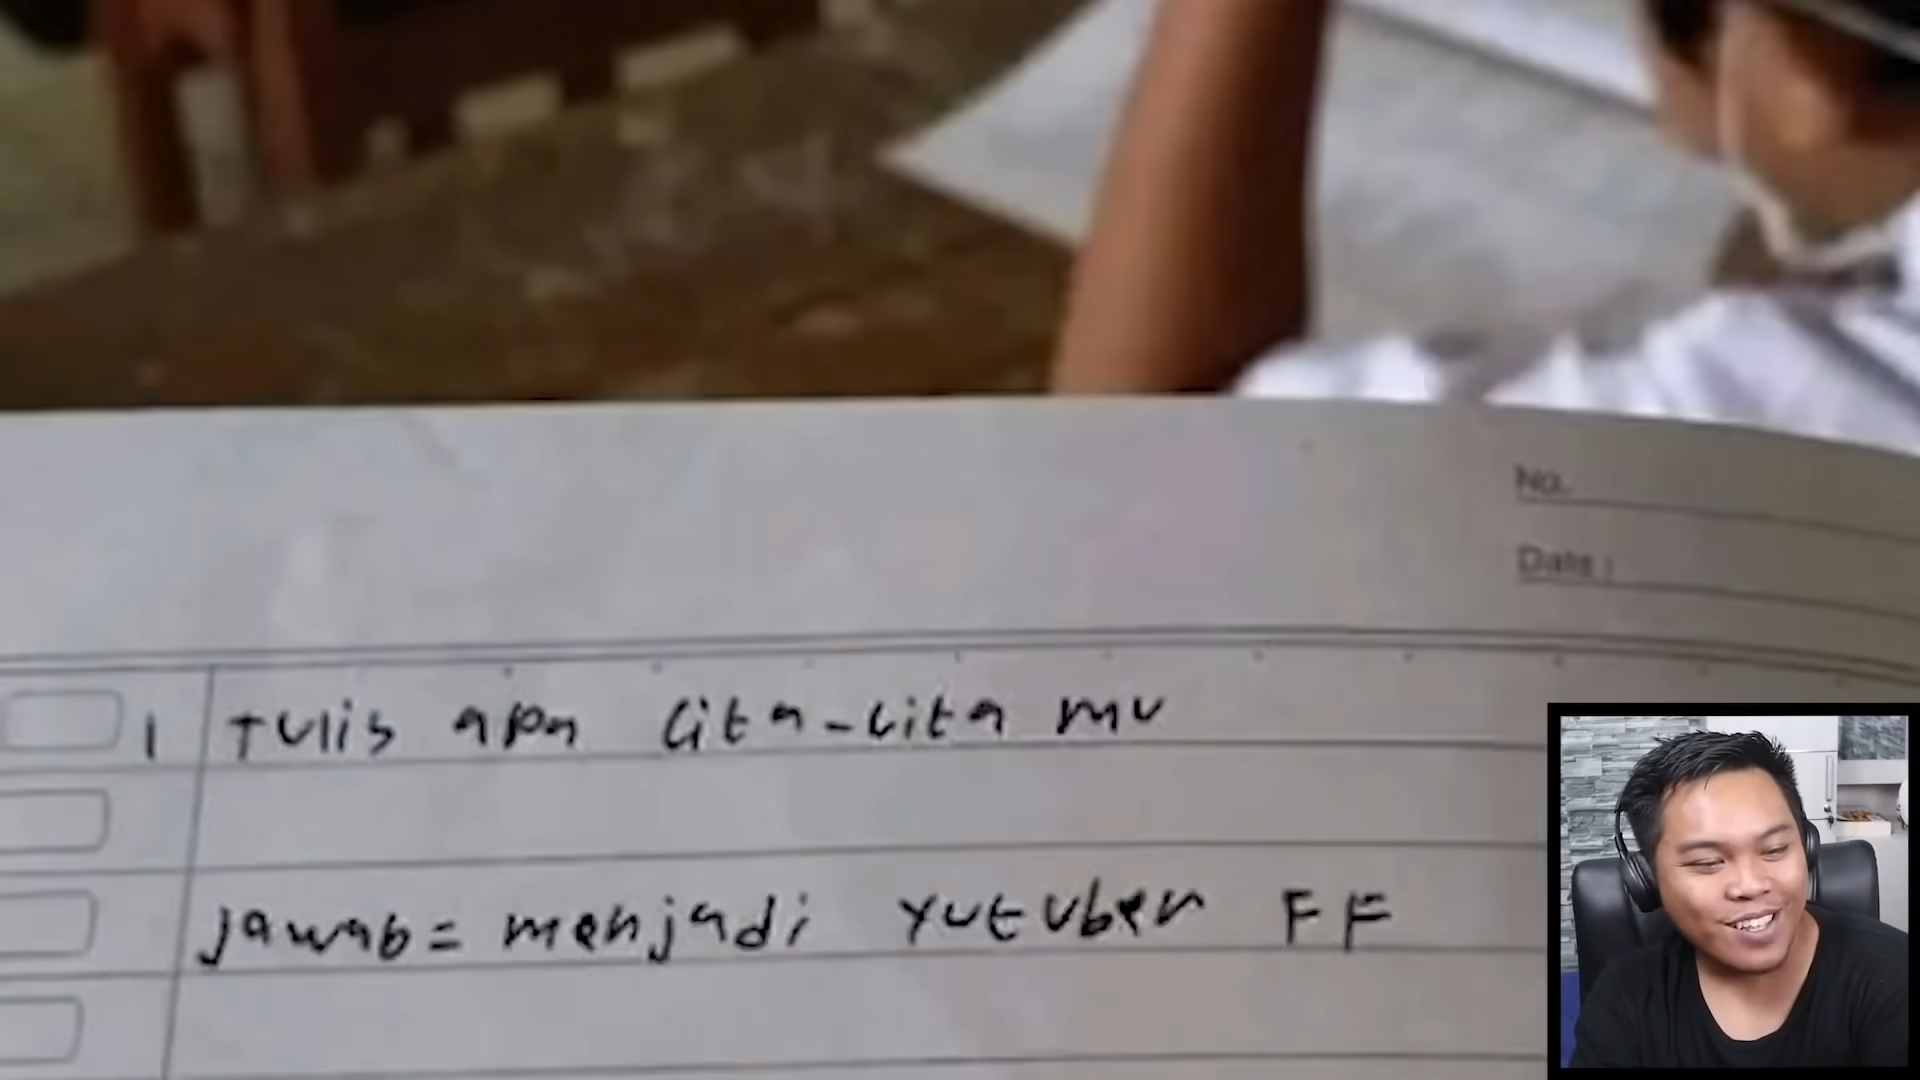 No.
Date :
1 Tulis apa cita-cita mu
jawab = menjadi yutuber FF